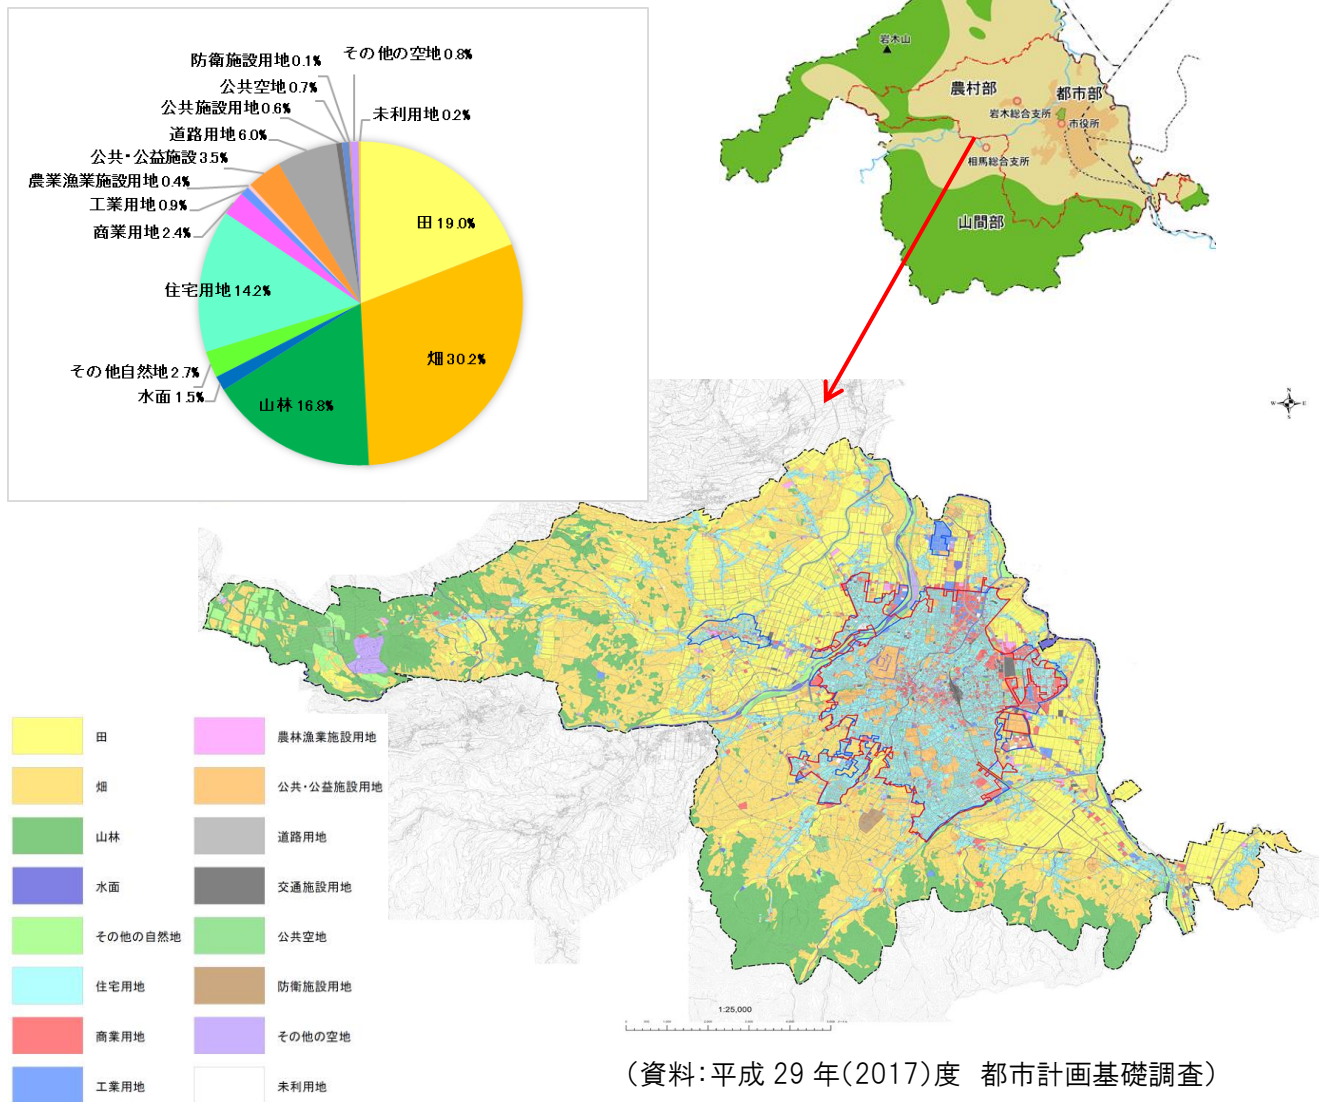 防衛施設用地0.1%
その他の空地0.8%
公共空地0.7%
公共施設用地0.6%
未利用地0.2%
道路用地6.0%
公共・公益施設3.5%
農業漁業施設用地0.4%
工業用地0.9%
商業用地2.4%
田 19.0%
住宅用地14.2%
畑30.2%
その他自然地2.7%
水面 1.5%
山林 16.8%
岩木山
農村部
都市部
岩木総合支所
市役所
相馬総合支所
山間部
N
W
E
S
田
農林漁業施設用地
畑
公共・公益施設用地
山林
道路用地
水面
交通施設用地
その他の自然地
公共空地
住宅用地
防衛施設用地
商業用地
その他の空地
工業用地
未利用地
1:25,000
(資料:平成 29 年(2017)度 都市計画基礎調査)